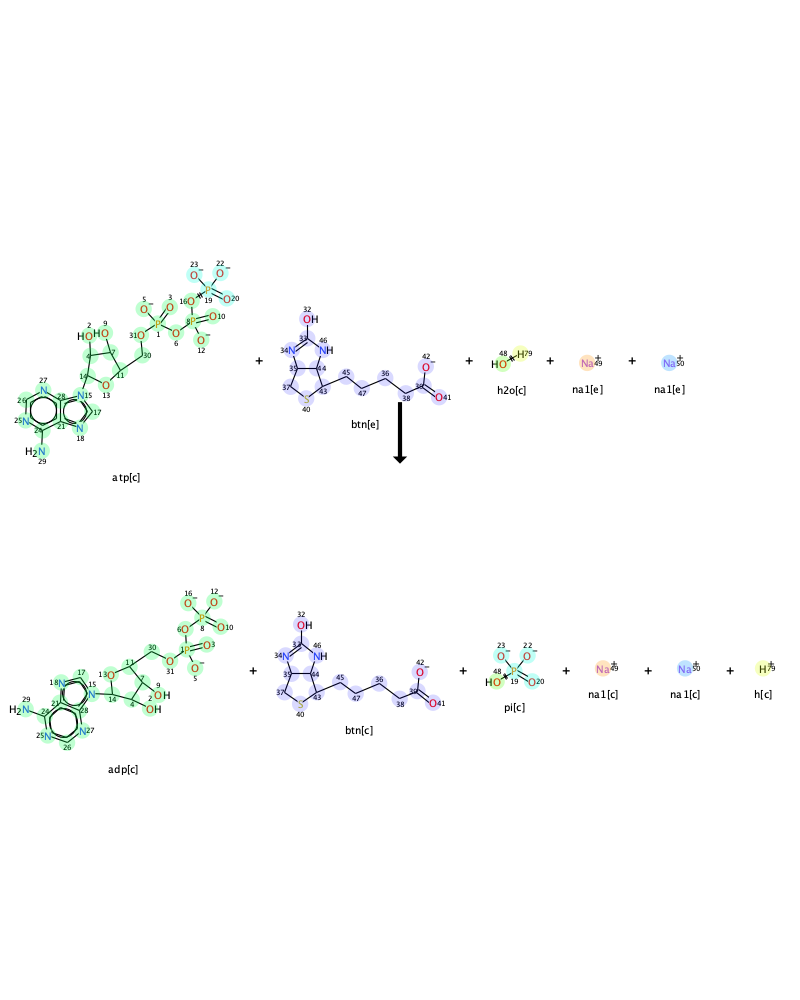 23 22
O− O−
5 3 16 P 19 O 20
O− O O
2 9 31 P 8 P O 10
HO HO O 1 O 6 O− 12
4 7 11 30
14 O 13
27 N 28 N 15
26 17
25 N 24 21 N 18
H₂N 29
atp[c]
+
32
OH
33 46
34 N NH
35 44
37 S 43
40
45 47 36 38 39
42 O−
O 41
btn[e]
+
48 HO H 79
h2o[c]
+
Na + 49
na1[e]
+
Na + 50
na1[e]
16 O− 12 O−
P 8 O 10
6 O
30 1 P O 3
O 31 O− 5
13 O 11
17 18 N 15 N 14 4 7
9 OH
2 OH
29 H₂N 24 21 28
25 N N 27
26
adp[c]
+
32
OH
33 46
34 N NH
35 44
37 S 43
40
45 47 36 38 39
42 O−
O 41
btn[c]
+
23 O− 22 O−
48 HO P 19 O 20
pi[c]
+
Na + 49
na1[c]
+
Na + 50
na1[c]
+
H + 79
h[c]